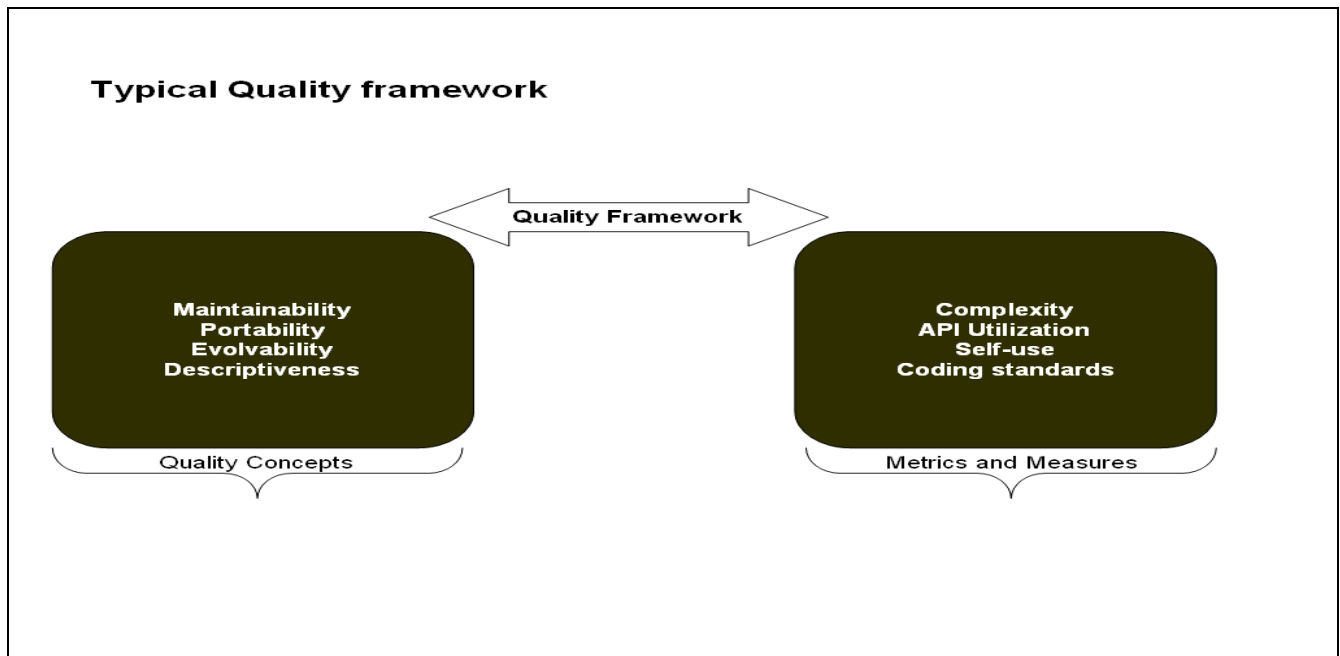 Typical Quality framework
Quality Framework
Maintainability
Portability
Evolvability
Descriptiveness
Quality Concepts
Complexity
API Utilization
Self-use
Coding standards
Metrics and Measures